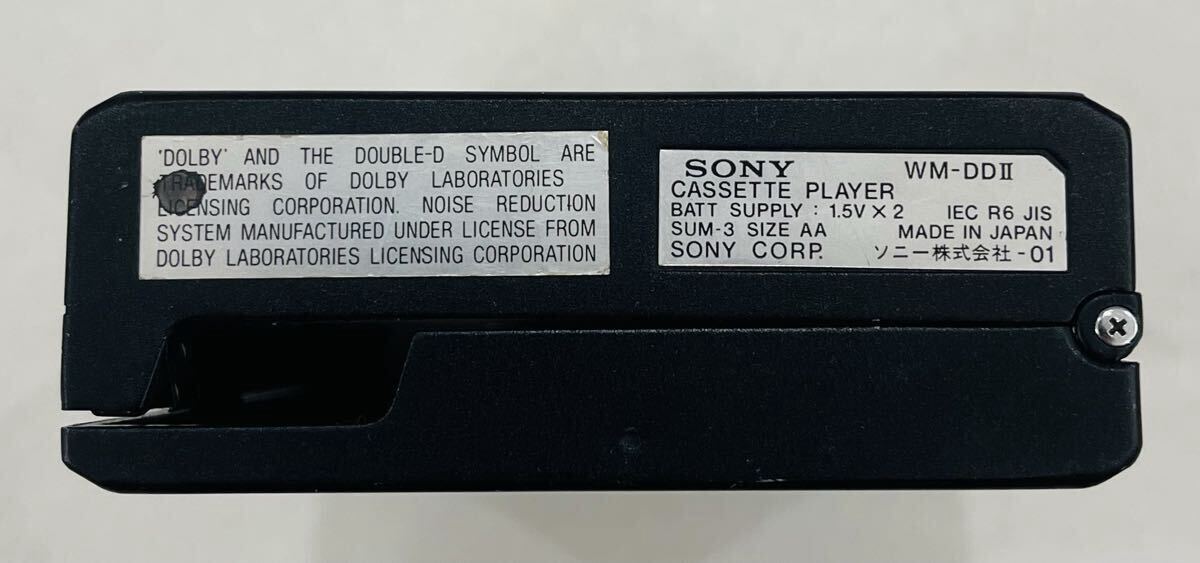 'DOLBY' AND THE DOUBLE-D SYMBOL ARE
TRADEMARKS OF DOLBY LABORATORIES
LICENSING CORPORATION. NOISE REDUCTION
SYSTEM MANUFACTURED UNDER LICENSE FROM
DOLBY LABORATORIES LICENSING CORPORATION
SONY WM-DDⅡ
CASSETTE PLAYER
BATT SUPPLY : 1.5V×2 IEC R6 JIS
SUM-3 SIZE AA MADE IN JAPAN
SONY CORP. ソニー株式会社-01